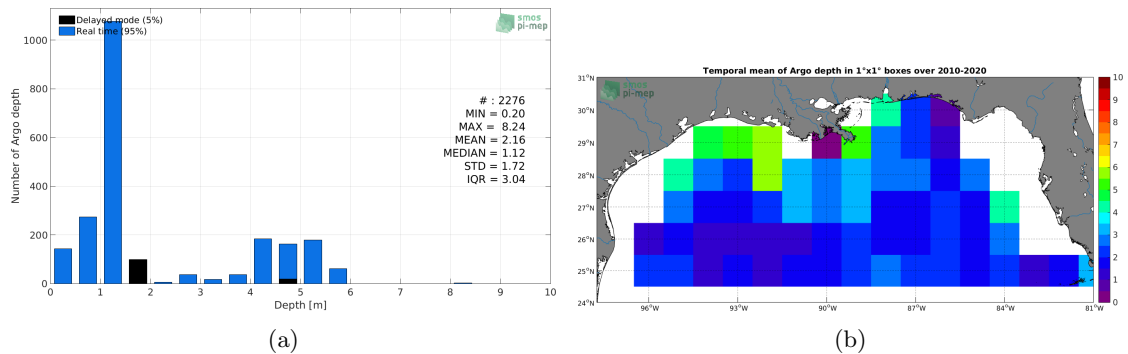 Delayed mode (5%)
Real time (95%)
smos
pi-mep
# : 2276
MIN = 0.20
MAX = 8.24
MEAN = 2.16
MEDIAN = 1.12
STD = 1.72
IQR = 3.04
Number of Argo depth
1000
800
600
400
200
0
0 1 2 3 4 5 6 7 8 9 10
Depth [m]
(a)
Temporal mean of Argo depth in 1°x1° boxes over 2010-2020
smos
pi-mep
31°N
30°N
29°N
28°N
27°N
26°N
25°N
24°N
96°W 93°W 90°W 87°W 84°W 81°W
10
9
8
7
6
5
4
3
2
1
0
(b)